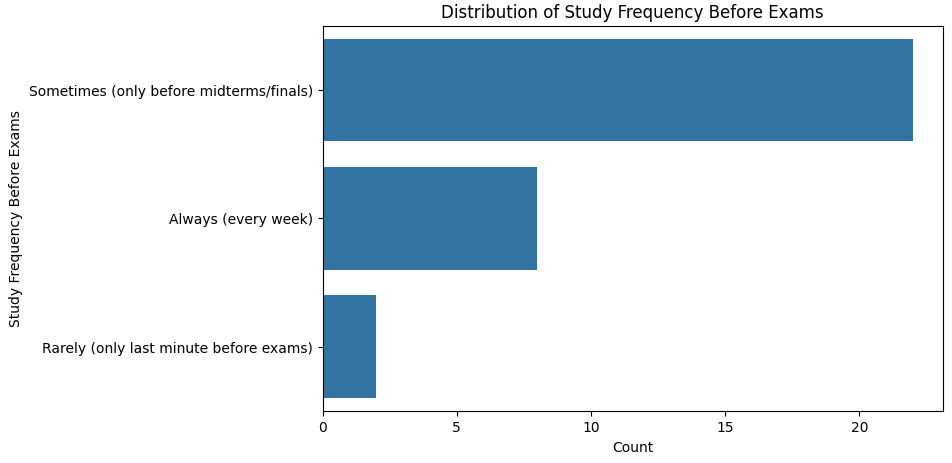 Distribution of Study Frequency Before Exams
Study Frequency Before Exams
Sometimes (only before midterms/finals)
Always (every week)
Rarely (only last minute before exams)
0 5 10 15 20
Count